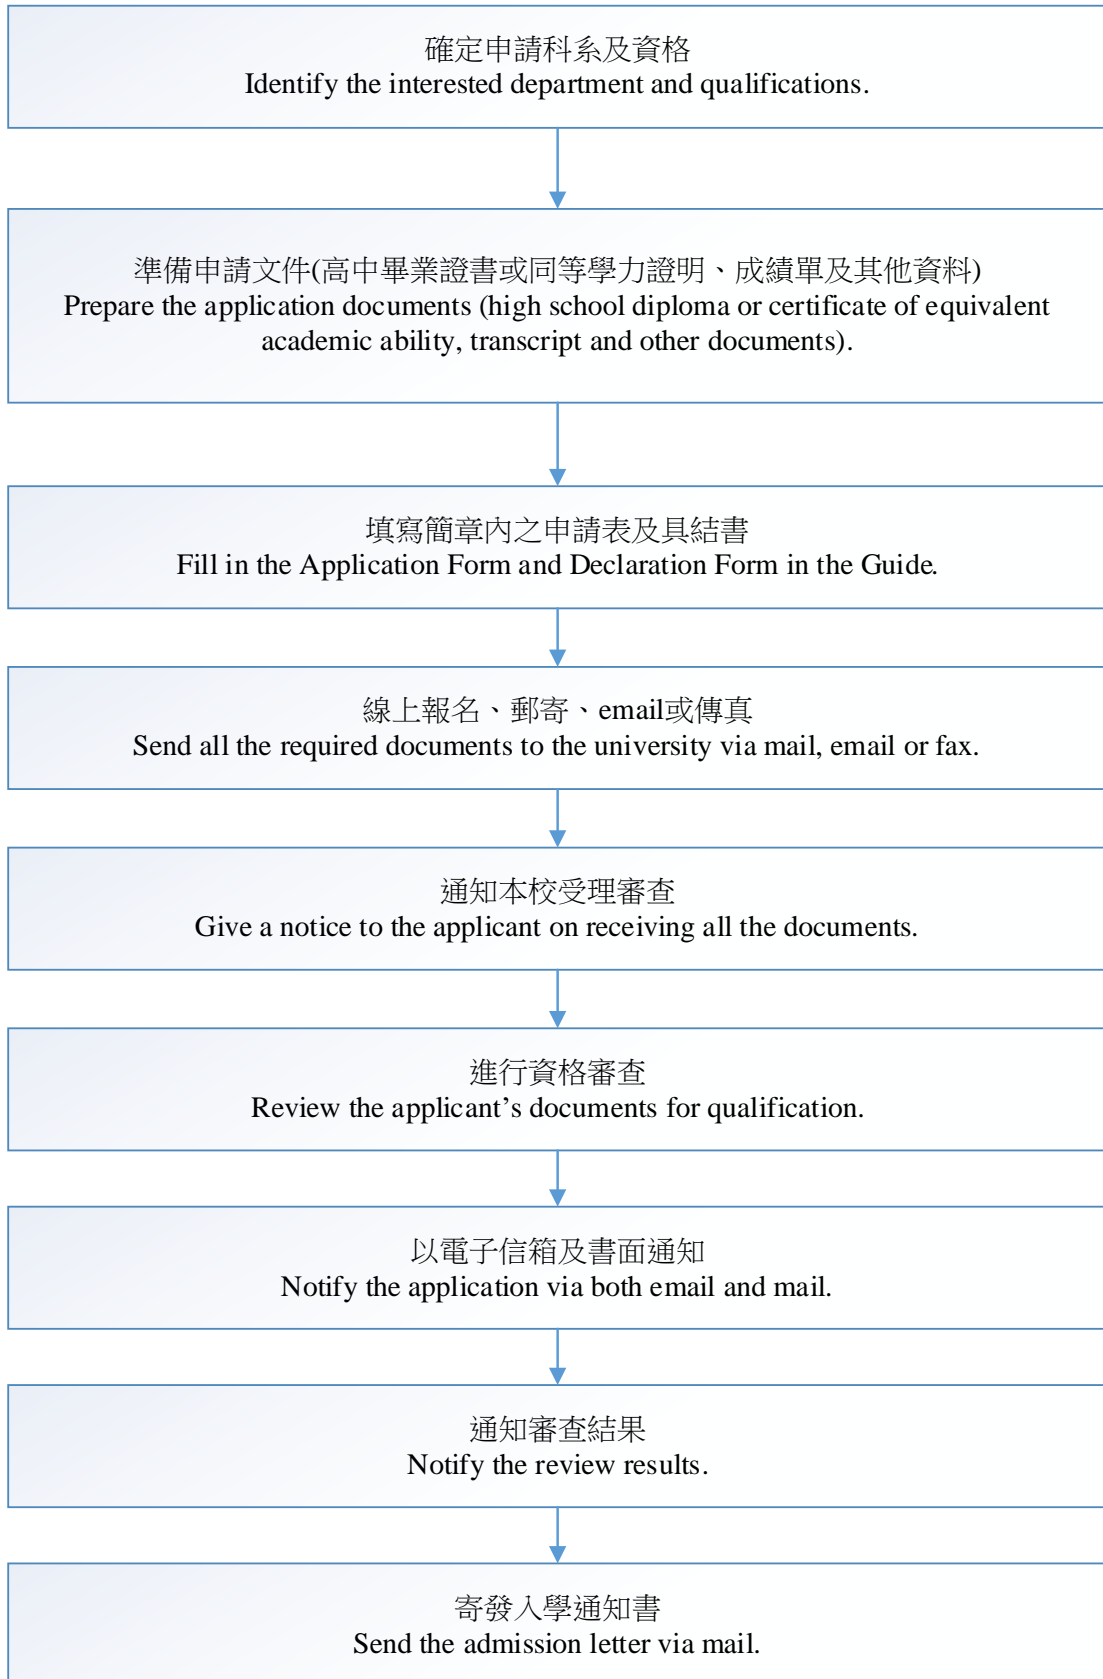 確定申請科系及資格
Identify the interested department and qualifications.
準備申請文件(高中畢業證書或同等學力證明、成績單及其他資料)
Prepare the application documents (high school diploma or certificate of equivalent
academic ability, transcript and other documents).
填寫簡章內之申請表及具結書
Fill in the Application Form and Declaration Form in the Guide.
線上報名、郵寄、email或傳真
Send all the required documents to the university via mail, email or fax.
通知本校受理審查
Give a notice to the applicant on receiving all the documents.
進行資格審查
Review the applicant’s documents for qualification.
以電子信箱及書面通知
Notify the application via both email and mail.
通知審查結果
Notify the review results.
寄發入學通知書
Send the admission letter via mail.